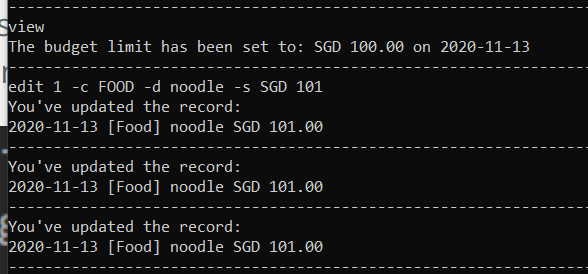 --------------------------------------------------------------
view
The budget limit has been set to: SGD 100.00 on 2020-11-13
--------------------------------------------------------------
edit 1 -c FOOD -d noodle -s SGD 101
You've updated the record:
2020-11-13 [Food] noodle SGD 101.00
--------------------------------------------------------------
You've updated the record:
2020-11-13 [Food] noodle SGD 101.00
--------------------------------------------------------------
You've updated the record:
2020-11-13 [Food] noodle SGD 101.00
--------------------------------------------------------------